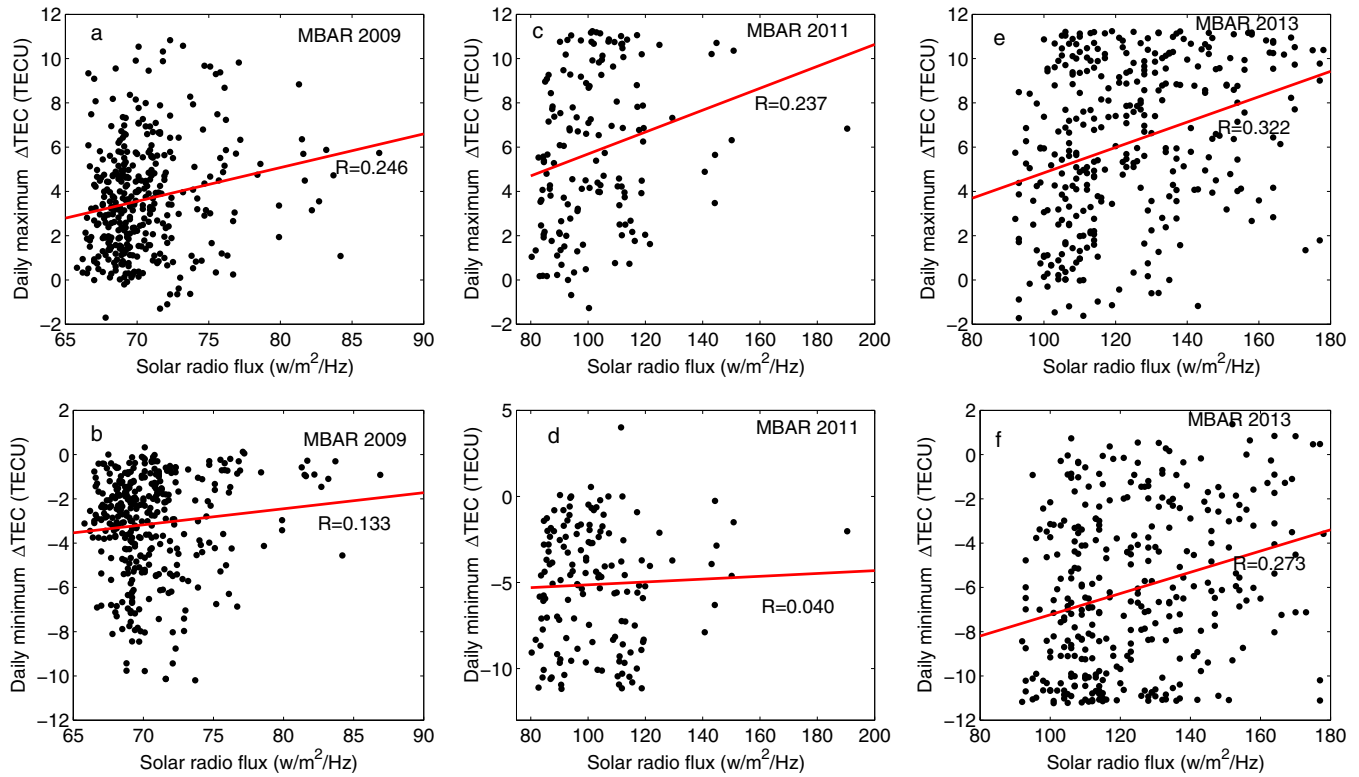 a
MBAR 2009
R=0.246
Daily maximum ΔTEC (TECU)
12
10
8
6
4
2
0
−2
65
70
75
80
85
90
Solar radio flux (w/m²/Hz)
c
MBAR 2011
R=0.237
Daily maximum ΔTEC (TECU)
12
10
8
6
4
2
0
−2
80
100
120
140
160
180
200
Solar radio flux (w/m²/Hz)
e
MBAR 2013
R=0.322
Daily maximum ΔTEC (TECU)
12
10
8
6
4
2
0
−2
80
100
120
140
160
180
Solar radio flux (w/m²/Hz)
b
MBAR 2009
R=0.133
Daily minimum ΔTEC (TECU)
2
0
−2
−4
−6
−8
−10
−12
65
70
75
80
85
90
Solar radio flux (w/m²/Hz)
d
MBAR 2011
R=0.040
Daily minimum ΔTEC (TECU)
5
0
−5
−10
80
100
120
140
160
180
200
Solar radio flux (w/m²/Hz)
f
MBAR 2013
R=0.273
Daily minimum ΔTEC (TECU)
2
0
−2
−4
−6
−8
−10
−12
80
100
120
140
160
180
Solar radio flux (w/m²/Hz)